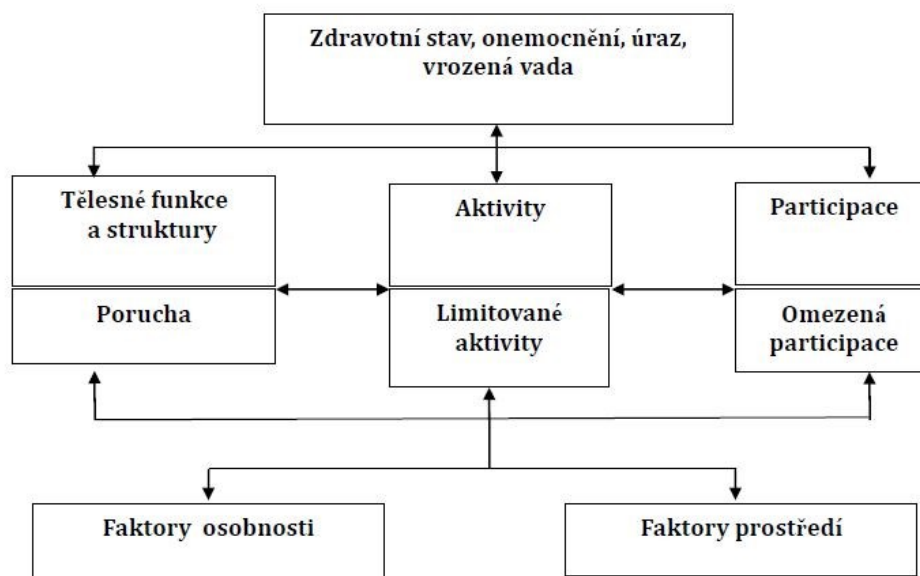 Zdravotní stav, onemocnění, úraz,
vrozená vada
Tělesné funkce
a struktury
Aktivity
Participace
Porucha
Limitované
aktivity
Omezená
participace
Faktory osobnosti
Faktory prostředí